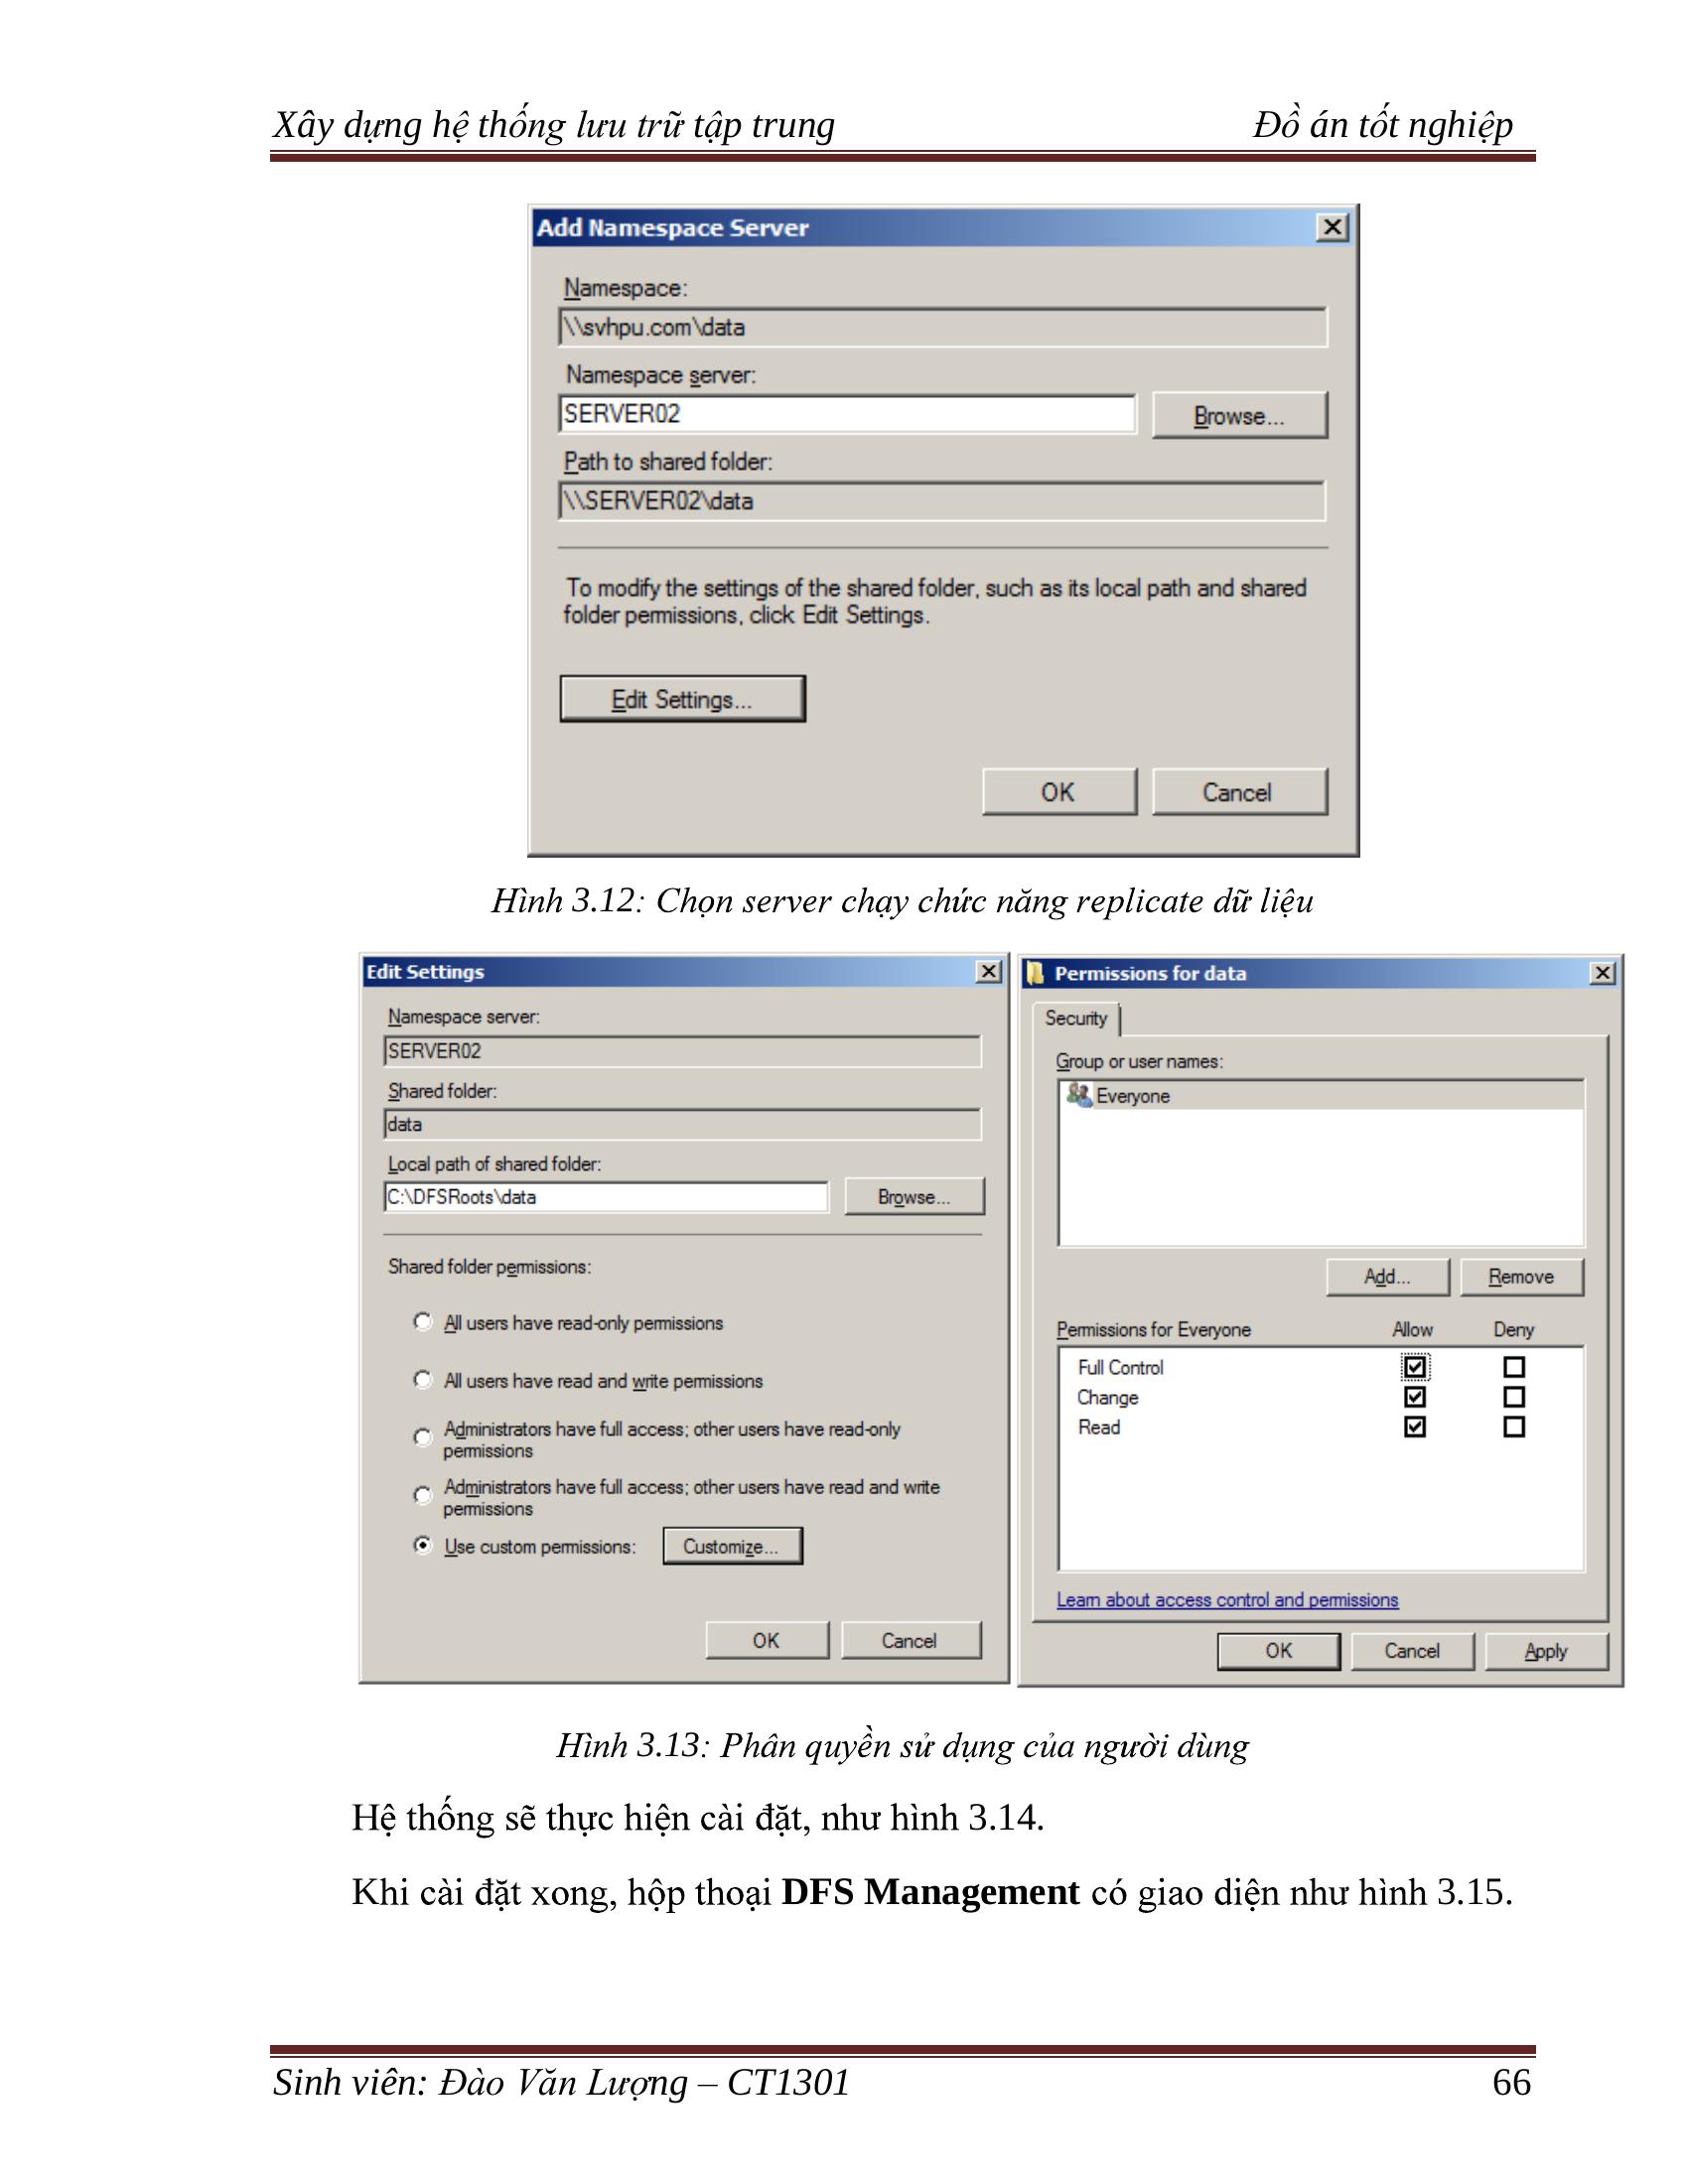 Xây dựng hệ thống lưu trữ tập trung Đồ án tốt nghiệp
Add Namespace Server
Namespace:
\\svhpu.com\data
Namespace server:
SERVER02
Browse...
Path to shared folder:
\\SERVER02\data
To modify the settings of the shared folder, such as its local path and shared
folder permissions, click Edit Settings.
Edit Settings...
OK Cancel
Hình 3.12: Chọn server chạy chức năng replicate dữ liệu
Edit Settings
Namespace server:
SERVER02
Shared folder:
data
Local path of shared folder:
C:\DFSRoots\data
Browse...
Shared folder permissions:
All users have read-only permissions
All users have read and write permissions
Administrators have full access; other users have read-only
permissions
Administrators have full access; other users have read and write
permissions
Use custom permissions: Customize...
OK Cancel
Permissions for data
Security
Group or user names:
Everyone
Add... Remove
Permissions for Everyone Allow Deny
Full Control
Change
Read
Learn about access control and permissions
OK Cancel Apply
Hình 3.13: Phân quyền sử dụng của người dùng
Hệ thống sẽ thực hiện cài đặt, như hình 3.14.
Khi cài đặt xong, hộp thoại DFS Management có giao diện như hình 3.15.
Sinh viên: Đào Văn Lượng – CT1301 66